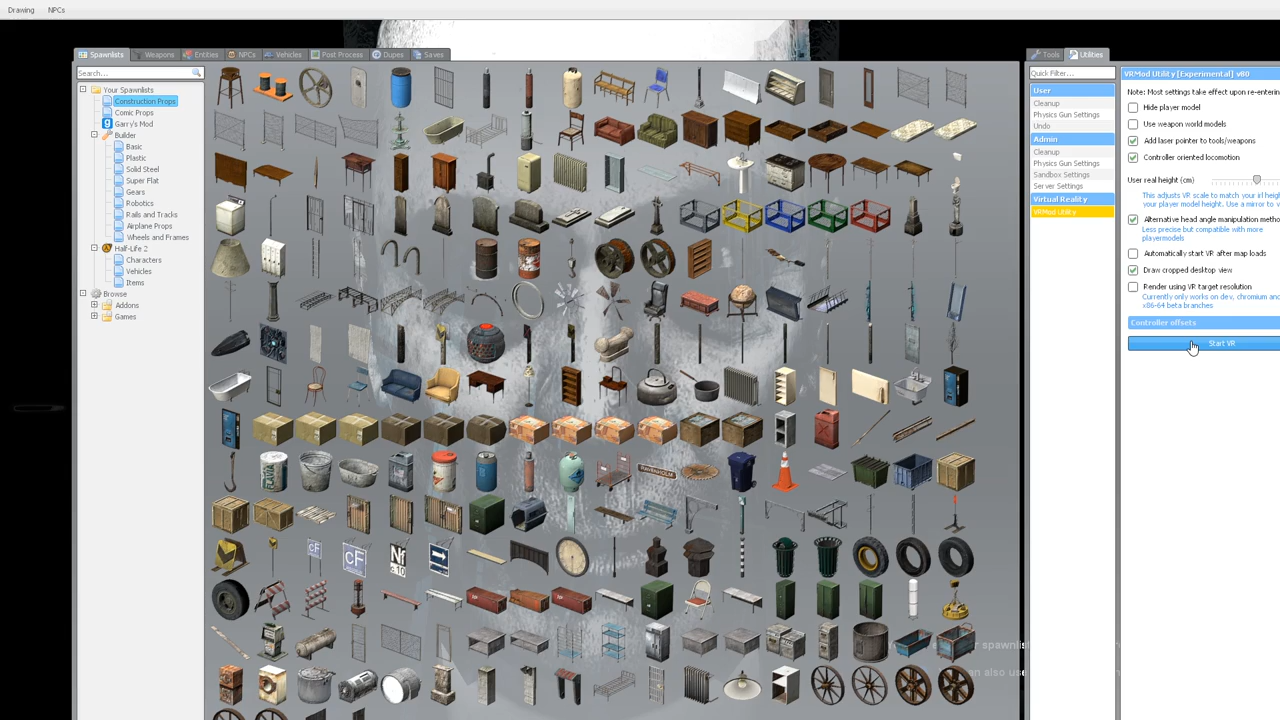 Drawing NPCs
Spawnlists Weapons Entities NPCs Vehicles Post Process Dupes Saves
Search...
Your Spawnlists
Construction Props
Comic Props
Garry's Mod
Builder
Basic
Plastic
Solid Steel
Super Flat
Gears
Robotics
Rails and Tracks
Airplane Props
Wheels and Frames
Half-Life 2
Characters
Vehicles
Items
Browse
Addons
Games
RAVENHOLM
cF
cF
Tools Utilities
Quick Filter...
User
Cleanup
Physics Gun Settings
Undo
Admin
Cleanup
Physics Gun Settings
Sandbox Settings
Server Settings
Virtual Reality
VRMod Utility
VRMod Utility [Experimental] v80
Note: Most settings take effect upon re-enterin
Hide player model
Use weapon world models
Add laser pointer to tools/weapons
Controller oriented locomotion
User real height (cm)
This adjusts VR scale to match your irl heigh
your player model height. Use a mirror to v
Alternative head angle manipulation metho
Less precise but compatible with more
playermodels
Automatically start VR after map loads
Draw cropped desktop view
Render using VR target resolution
Currently only works on dev, chromium and
x86-64 beta branches
Controller offsets
Start VR